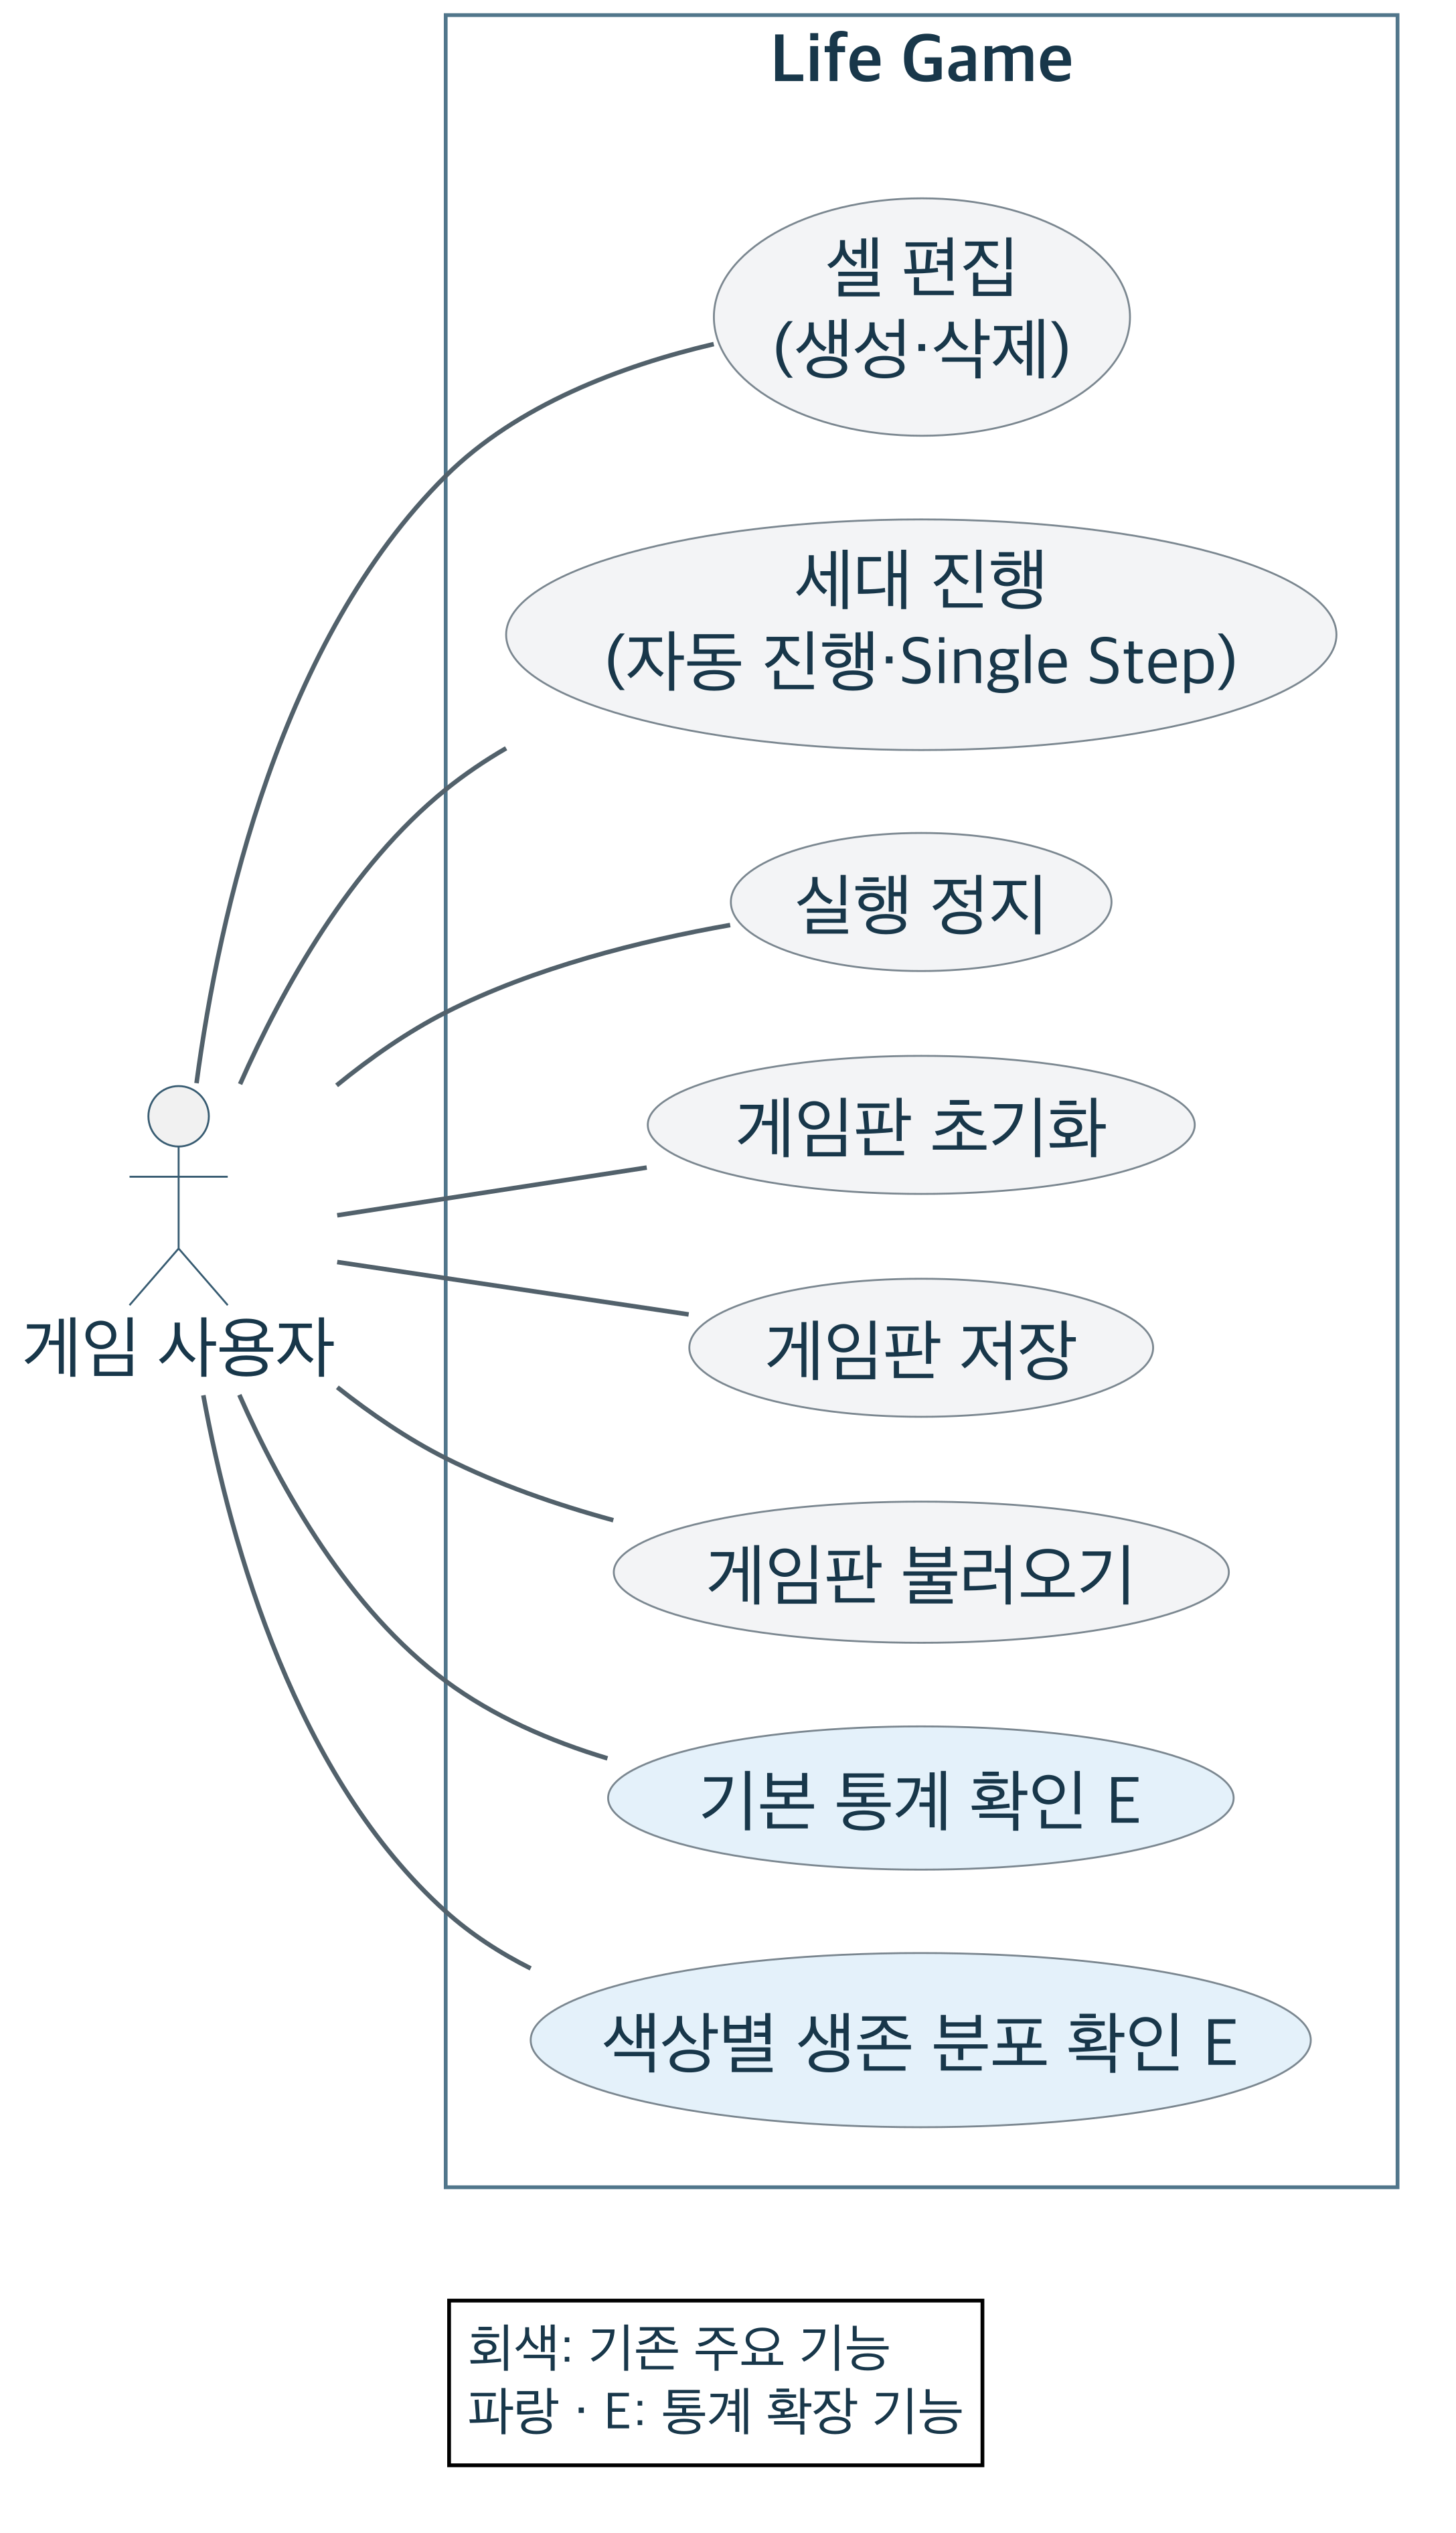 Life Game
셀 편집
(생성·삭제)
세대 진행
(자동 진행·Single Step)
실행 정지
게임판 초기화
게임판 저장
게임 사용자
게임판 불러오기
기본 통계 확인 E
색상별 생존 분포 확인 E
회색: 기존 주요 기능
파랑 · E: 통계 확장 기능